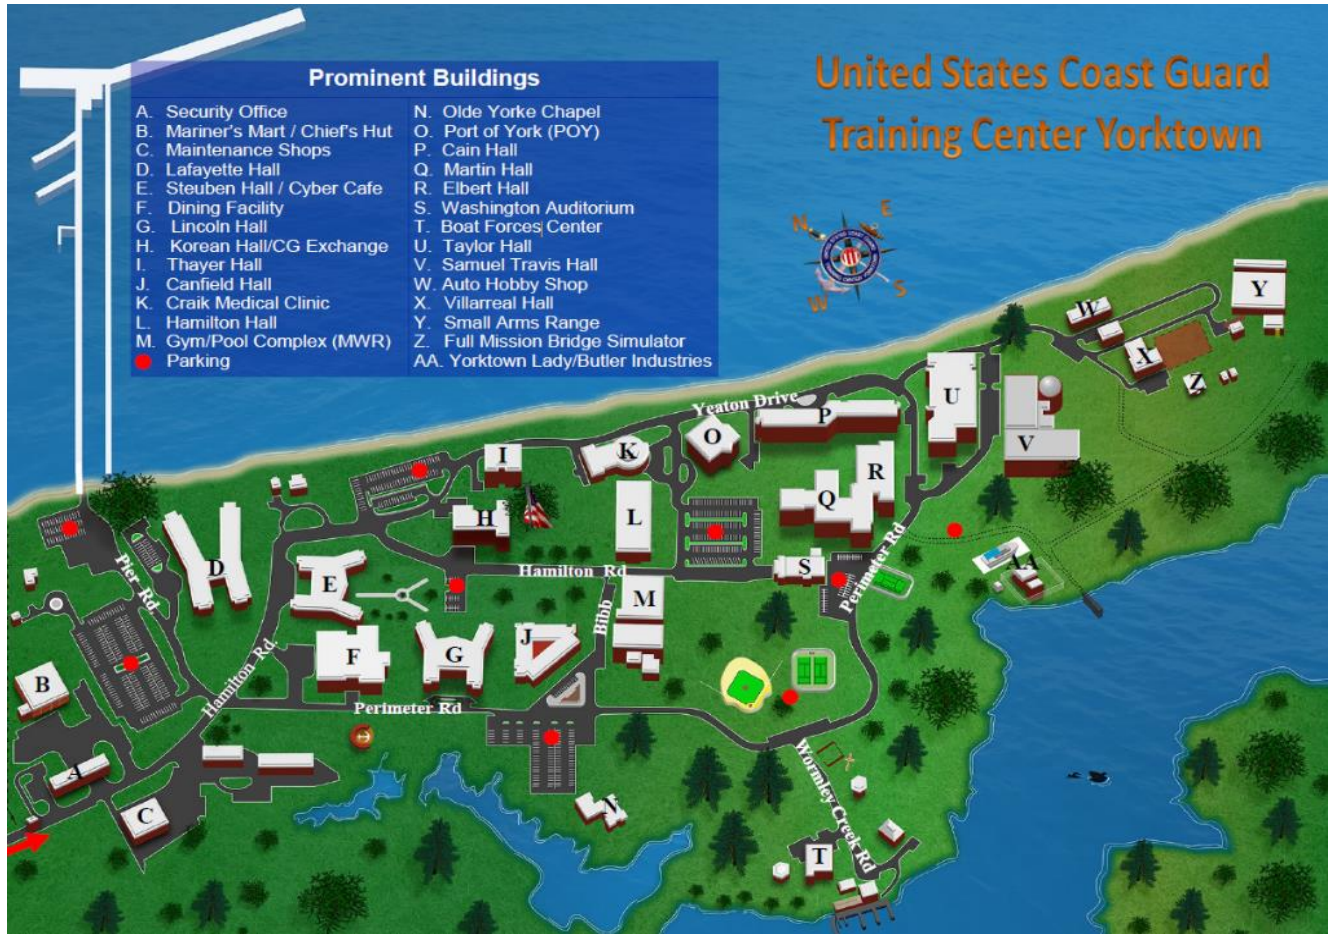 United States Coast Guard
Training Center Yorktown
Prominent Buildings
A. Security Office
B. Mariner's Mart / Chief's Hut
C. Maintenance Shops
D. Lafayette Hall
E. Steuben Hall / Cyber Cafe
F. Dining Facility
G. Lincoln Hall
H. Korean Hall/CG Exchange
I. Thayer Hall
J. Canfield Hall
K. Craik Medical Clinic
L. Hamilton Hall
M. Gym/Pool Complex (MWR)
Parking
N. Olde Yorke Chapel
O. Port of York (POY)
P. Cain Hall
Q. Martin Hall
R. Elbert Hall
S. Washington Auditorium
T. Boat Forces Center
U. Taylor Hall
V. Samuel Travis Hall
W. Auto Hobby Shop
X. Villarreal Hall
Y. Small Arms Range
Z. Full Mission Bridge Simulator
AA. Yorktown Lady/Butler Industries
N
E
W
S
Y
W
X
Z
U
V
Yeaton Drive
P
O
K
I
R
Q
L
H
D
Pier Rd
Hamilton Rd
S
Perimeter Rd
AA
E
M
Bibb
J
G
F
B
Hamilton Rd.
Perimeter Rd
A
C
N
Wormley Creek Rd
T